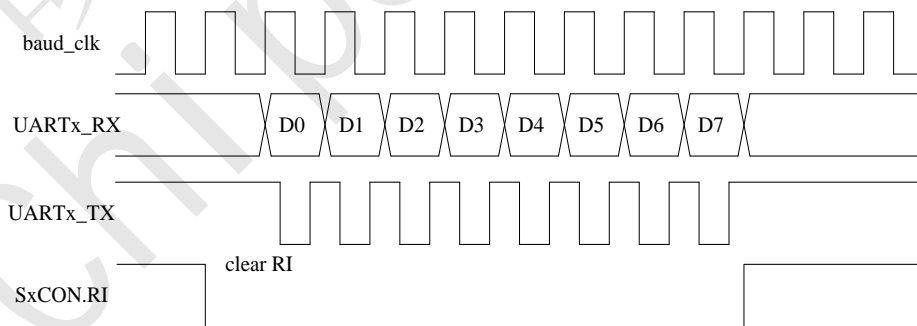 baud_clk
UARTx_RX D0 D1 D2 D3 D4 D5 D6 D7
UARTx_TX
clear RI
SxCON.RI